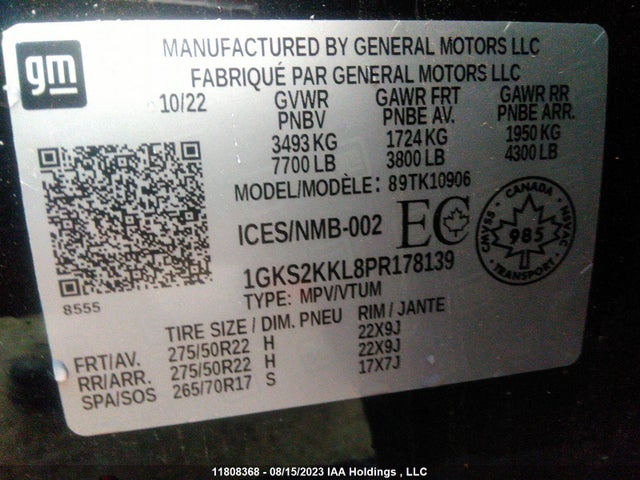 gm
MANUFACTURED BY GENERAL MOTORS LLC
FABRIQUÉ PAR GENERAL MOTORS LLC
10/22 GVWR GAWR FRT GAWR RR
PNBV PNBE AV. PNBE ARR.
3493 KG 1724 KG 1950 KG
7700 LB 3800 LB 4300 LB
MODEL/MODÈLE: 89TK10906
ICES/NMB-002 EC
CANADA
CMVSS 985 NSVAC
TRANSPORT
1GKS2KKL8PR178139
TYPE: MPV/VTUM
8555
TIRE SIZE / DIM. PNEU RIM / JANTE
FRT/AV. 275/50R22 H 22X9J
RR/ARR. 275/50R22 H 22X9J
SPA/SOS 265/70R17 S 17X7J
11808368 - 08/15/2023 IAA Holdings , LLC